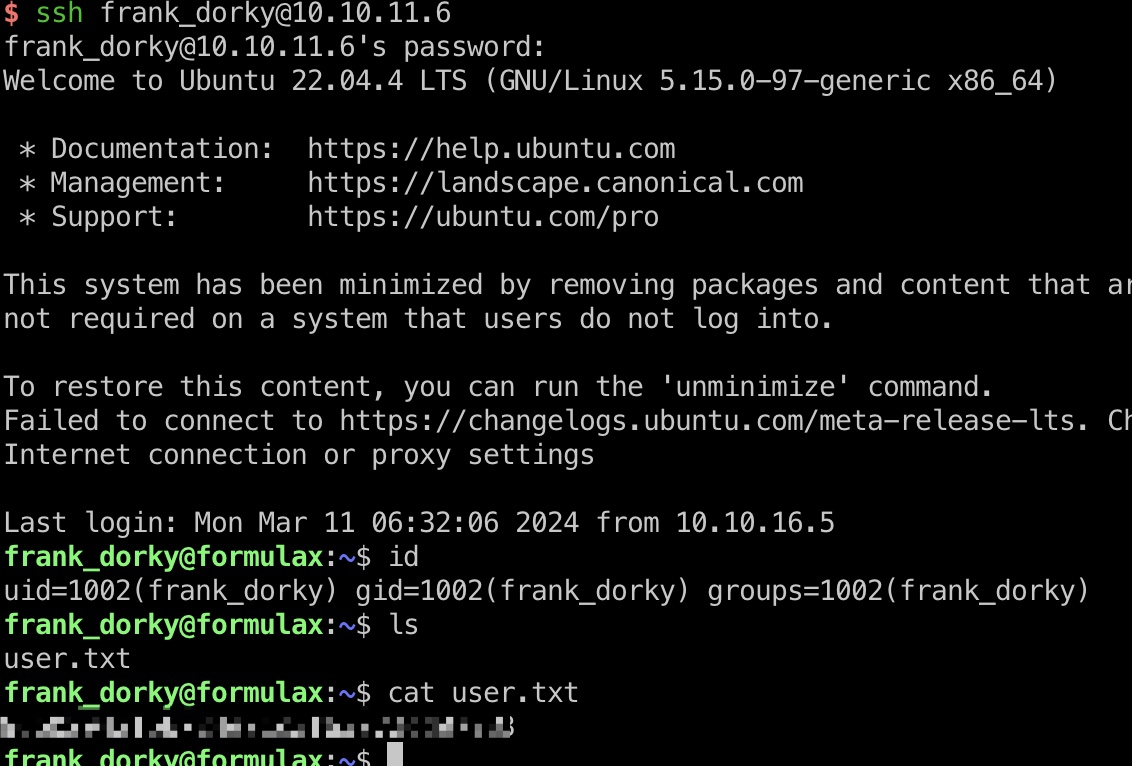 $ ssh frank_dorky@10.10.11.6
frank_dorky@10.10.11.6's password:
Welcome to Ubuntu 22.04.4 LTS (GNU/Linux 5.15.0-97-generic x86_64)
* Documentation:  https://help.ubuntu.com
* Management:     https://landscape.canonical.com
* Support:        https://ubuntu.com/pro
This system has been minimized by removing packages and content that ar
not required on a system that users do not log into.
To restore this content, you can run the 'unminimize' command.
Failed to connect to https://changelogs.ubuntu.com/meta-release-lts. Ch
Internet connection or proxy settings
Last login: Mon Mar 11 06:32:06 2024 from 10.10.16.5
frank_dorky@formulax:~$ id
uid=1002(frank_dorky) gid=1002(frank_dorky) groups=1002(frank_dorky)
frank_dorky@formulax:~$ ls
user.txt
frank_dorky@formulax:~$ cat user.txt
frank_dorky@formulax:~$